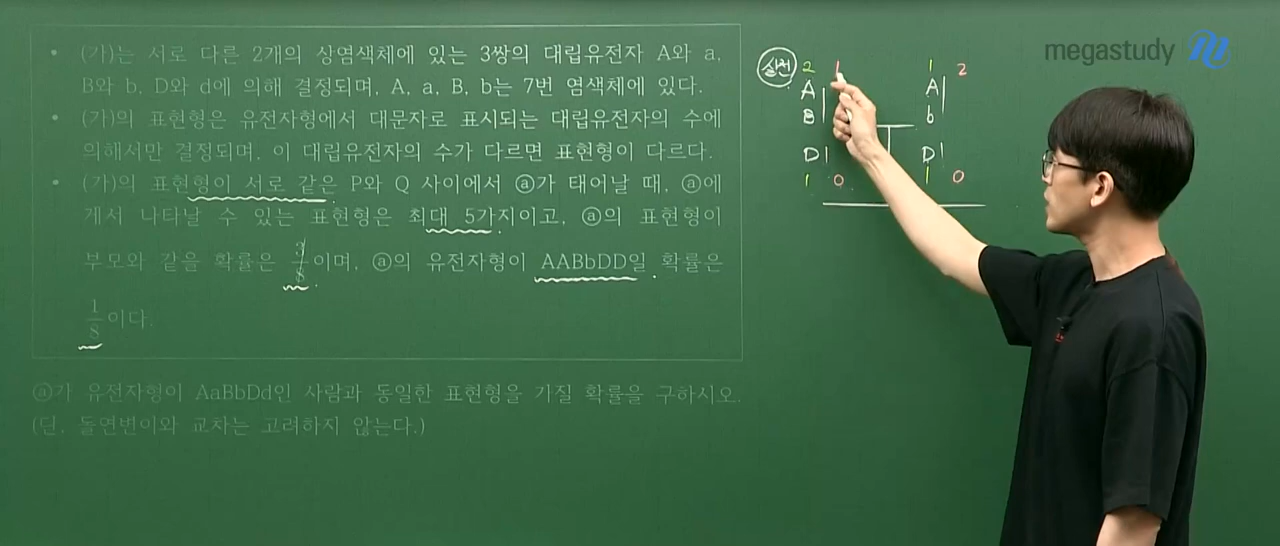 • (가)는 서로 다른 2개의 상염색체에 있는 3쌍의 대립유전자 A와 a,
B와 b, D와 d에 의해 결정되며, A, a, B, b는 7번 염색체에 있다.
• (가)의 표현형은 유전자형에서 대문자로 표시되는 대립유전자의 수에
의해서만 결정되며, 이 대립유전자의 수가 다르면 표현형이 다르다.
• (가)의 표현형이 서로 같은 P와 Q 사이에서 ⓐ가 태어날 때, ⓐ에
게서 나타날 수 있는 표현형은 최대 5가지이고, ⓐ의 표현형이
부모와 같을 확률은 3/8이며, ⓐ의 유전자형이 AABbDD일 확률은
1/8이다.
ⓐ가 유전자형이 AaBbDd인 사람과 동일한 표현형을 가질 확률을 구하시오.
(단, 돌연변이와 교차는 고려하지 않는다.)
megastudy
실전
2 1 1 2
A A
B b
D D
1 0 1 0